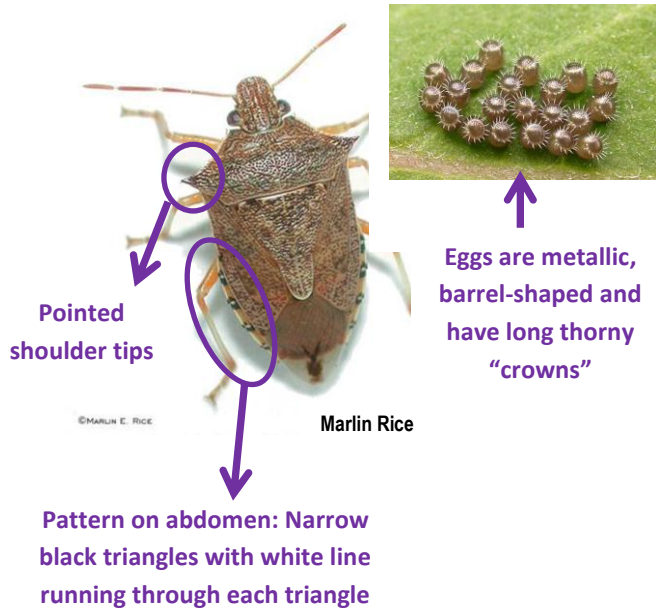 Eggs are metallic,
barrel-shaped and
have long thorny
“crowns”
Pointed
shoulder tips
©MARLIN E. RICE
Marlin Rice
Pattern on abdomen: Narrow
black triangles with white line
running through each triangle